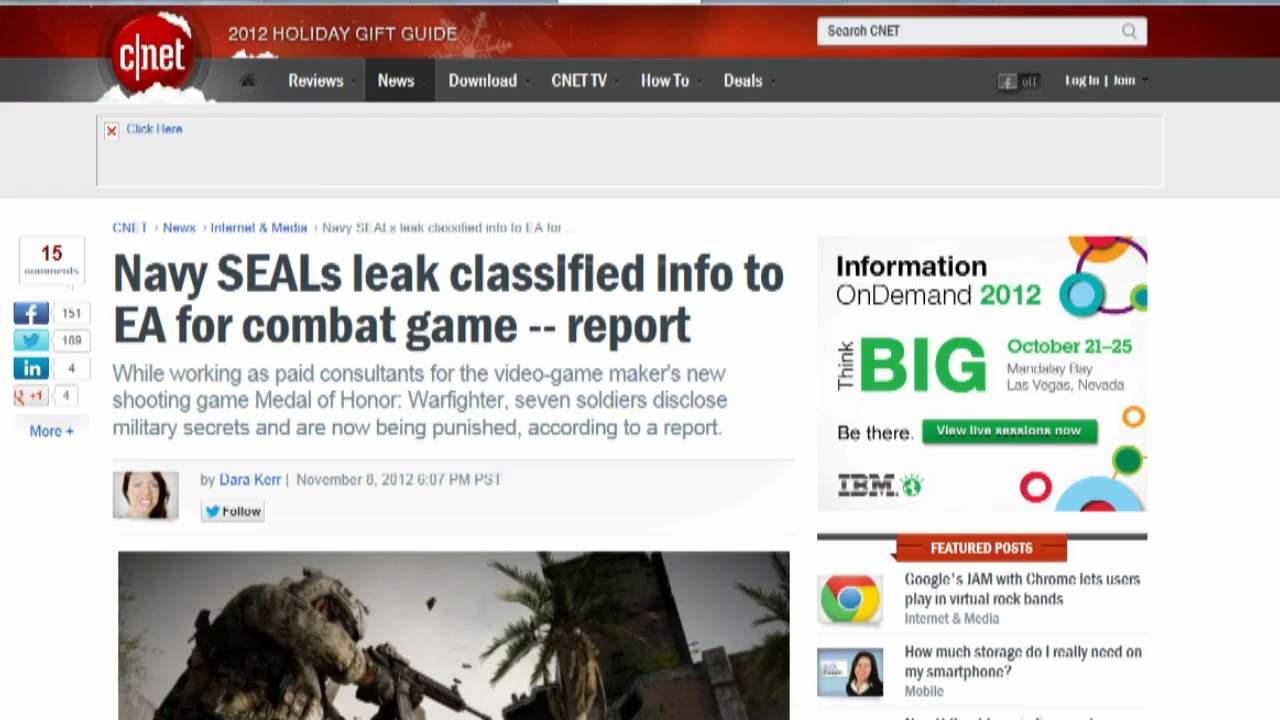 c|net
2012 HOLIDAY GIFT GUIDE
Search CNET
Reviews
News
Download
CNET TV
How To
Deals
off
Log In | Join
Click Here
CNET › News › Internet & Media › Navy SEALs leak classified info to EA for ...
15
comments
Navy SEALs leak classified info to
EA for combat game -- report
While working as paid consultants for the video-game maker's new
shooting game Medal of Honor: Warfighter, seven soldiers disclose
military secrets and are now being punished, according to a report.
151
189
in 4
+1 4
More +
by Dara Kerr | November 8, 2012 6:07 PM PST
Follow
Information
OnDemand 2012
Think
BIG
October 21–25
Mandalay Bay
Las Vegas, Nevada
Be there.
View live sessions now
IBM
FEATURED POSTS
Google's JAM with Chrome lets users
play in virtual rock bands
Internet & Media
How much storage do I really need on
my smartphone?
Mobile